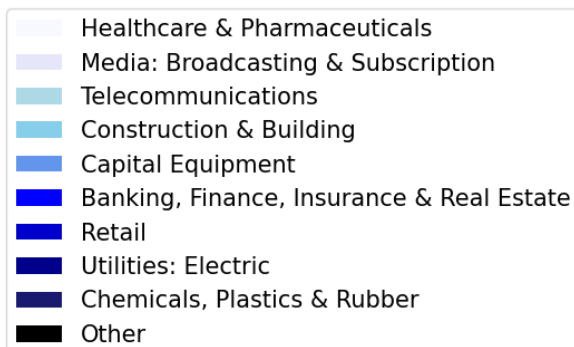 Healthcare & Pharmaceuticals
Media: Broadcasting & Subscription
Telecommunications
Construction & Building
Capital Equipment
Banking, Finance, Insurance & Real Estate
Retail
Utilities: Electric
Chemicals, Plastics & Rubber
Other